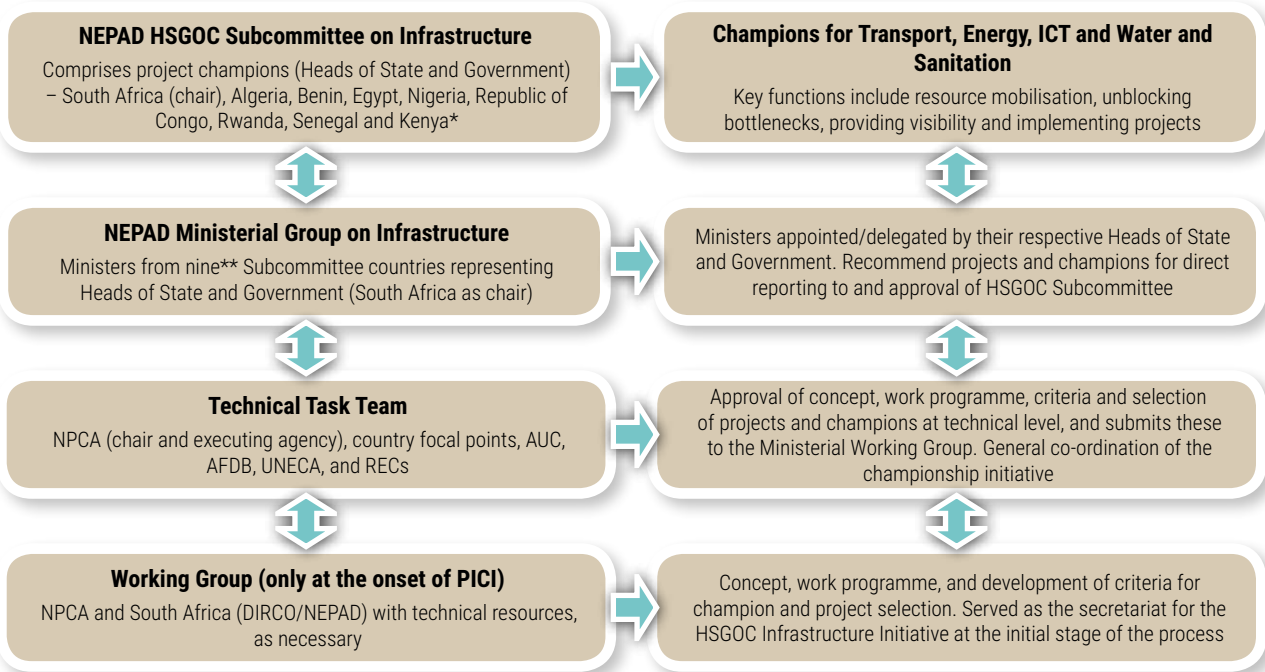 NEPAD HSGOC Subcommittee on Infrastructure
Comprises project champions (Heads of State and Government)
– South Africa (chair), Algeria, Benin, Egypt, Nigeria, Republic of
Congo, Rwanda, Senegal and Kenya*
Champions for Transport, Energy, ICT and Water and
Sanitation
Key functions include resource mobilisation, unblocking
bottlenecks, providing visibility and implementing projects
NEPAD Ministerial Group on Infrastructure
Ministers from nine** Subcommittee countries representing
Heads of State and Government (South Africa as chair)
Ministers appointed/delegated by their respective Heads of State
and Government. Recommend projects and champions for direct
reporting to and approval of HSGOC Subcommittee
Technical Task Team
NPCA (chair and executing agency), country focal points, AUC,
AFDB, UNECA, and RECs
Approval of concept, work programme, criteria and selection
of projects and champions at technical level, and submits these
to the Ministerial Working Group. General co-ordination of the
championship initiative
Working Group (only at the onset of PICI)
NPCA and South Africa (DIRCO/NEPAD) with technical resources,
as necessary
Concept, work programme, and development of criteria for
champion and project selection. Served as the secretariat for the
HSGOC Infrastructure Initiative at the initial stage of the process